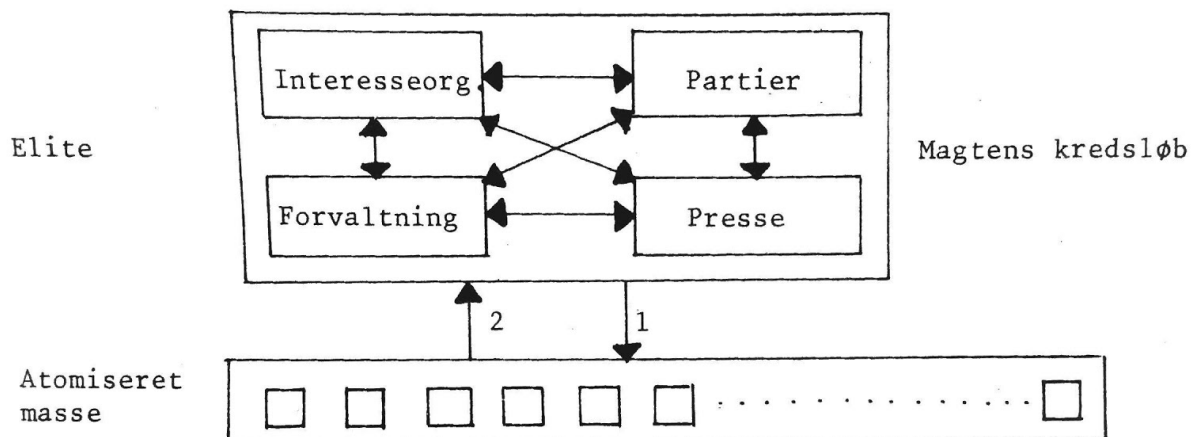 Interesseorg.
Partier
Elite
Magtens kredsløb
Forvaltning
Presse
2
1
Atomiseret
masse